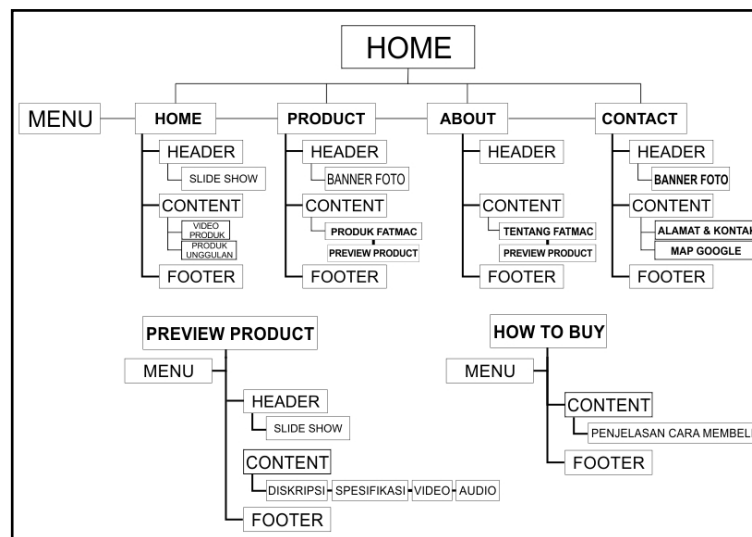 HOME
MENU
HOME
PRODUCT
ABOUT
CONTACT
HEADER
SLIDE SHOW
CONTENT
VIDEO
PRODUK
PRODUK
UNGGULAN
FOOTER
HEADER
BANNER FOTO
CONTENT
PRODUK FATMAC
PREVIEW PRODUCT
FOOTER
HEADER
CONTENT
TENTANG FATMAC
PREVIEW PRODUCT
FOOTER
HEADER
BANNER FOTO
CONTENT
ALAMAT & KONTAK
MAP GOOGLE
FOOTER
PREVIEW PRODUCT
MENU
HEADER
SLIDE SHOW
CONTENT
DISKRIPSI SPESIFIKASI VIDEO AUDIO
FOOTER
HOW TO BUY
MENU
CONTENT
PENJELASAN CARA MEMBELI
FOOTER